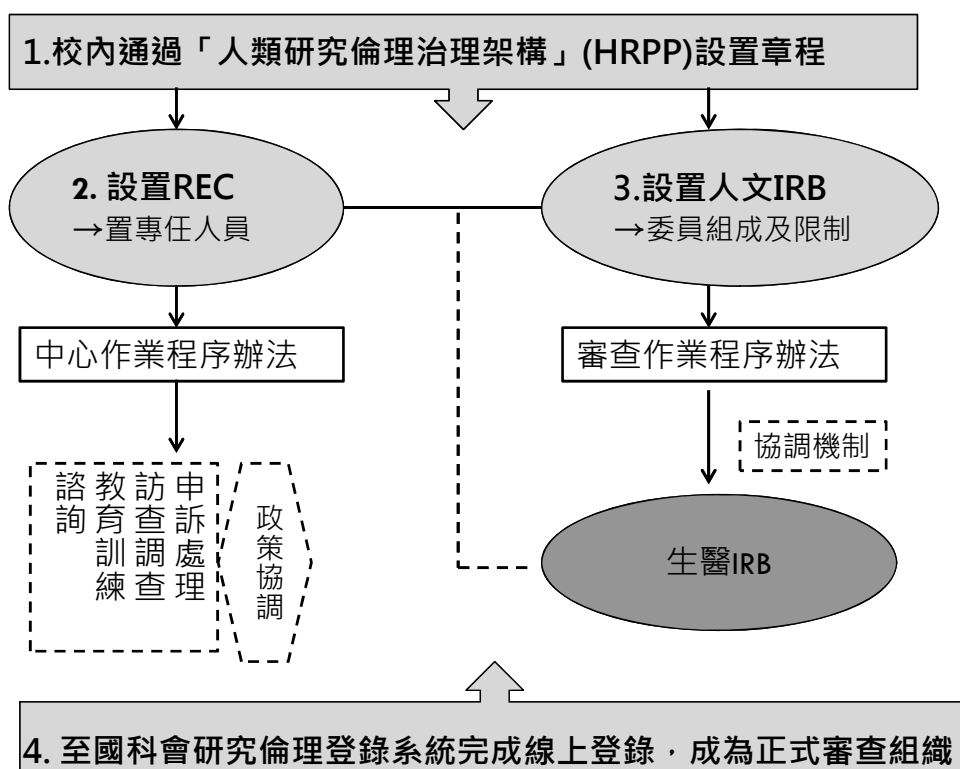 1.校內通過「人類研究倫理治理架構」(HRPP)設置章程
2. 設置REC
→置專任人員
3.設置人文IRB
→委員組成及限制
中心作業程序辦法
審查作業程序辦法
協調機制
申訴處理
訪查調查
教育訓練
諮詢
政策協調
生醫IRB
4. 至國科會研究倫理登錄系統完成線上登錄，成為正式審查組織